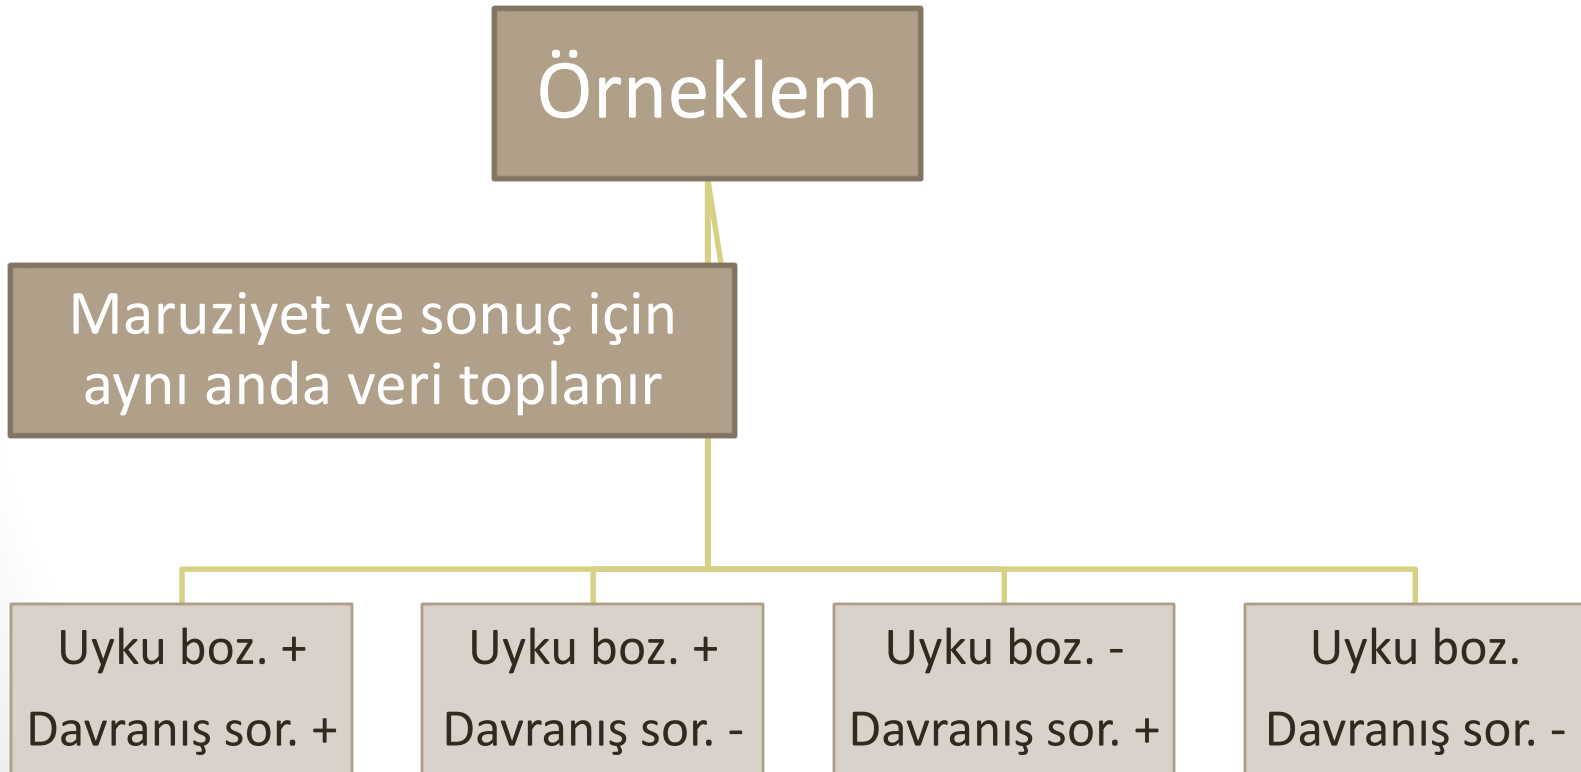 Örneklem
Maruziyet ve sonuç için
aynı anda veri toplanır
Uyku boz. +
Davranış sor. +
Uyku boz. +
Davranış sor. -
Uyku boz. -
Davranış sor. +
Uyku boz.
Davranış sor. -